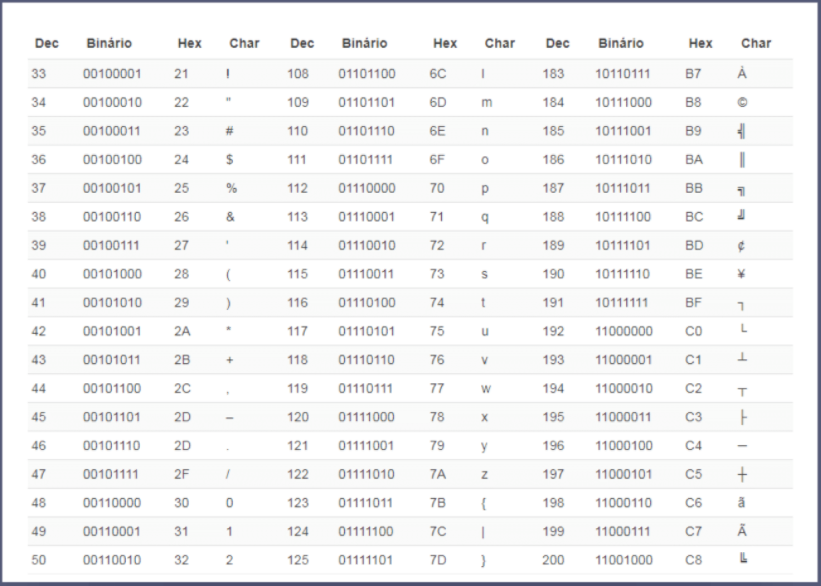 Dec Binário Hex Char Dec Binário Hex Char Dec Binário Hex Char
33 00100001 21 ! 108 01101100 6C l 183 10110111 B7 À
34 00100010 22 " 109 01101101 6D m 184 10111000 B8 ©
35 00100011 23 # 110 01101110 6E n 185 10111001 B9 ╣
36 00100100 24 $ 111 01101111 6F o 186 10111010 BA ║
37 00100101 25 % 112 01110000 70 p 187 10111011 BB ╗
38 00100110 26 & 113 01110001 71 q 188 10111100 BC ╝
39 00100111 27 ' 114 01110010 72 r 189 10111101 BD ¢
40 00101000 28 ( 115 01110011 73 s 190 10111110 BE ¥
41 00101010 29 ) 116 01110100 74 t 191 10111111 BF ┐
42 00101001 2A * 117 01110101 75 u 192 11000000 C0 └
43 00101011 2B + 118 01110110 76 v 193 11000001 C1 ┴
44 00101100 2C , 119 01110111 77 w 194 11000010 C2 ┬
45 00101101 2D – 120 01111000 78 x 195 11000011 C3 ├
46 00101110 2D . 121 01111001 79 y 196 11000100 C4 ─
47 00101111 2F / 122 01111010 7A z 197 11000101 C5 ┼
48 00110000 30 0 123 01111011 7B { 198 11000110 C6 ã
49 00110001 31 1 124 01111100 7C | 199 11000111 C7 Ã
50 00110010 32 2 125 01111101 7D } 200 11001000 C8 ╚